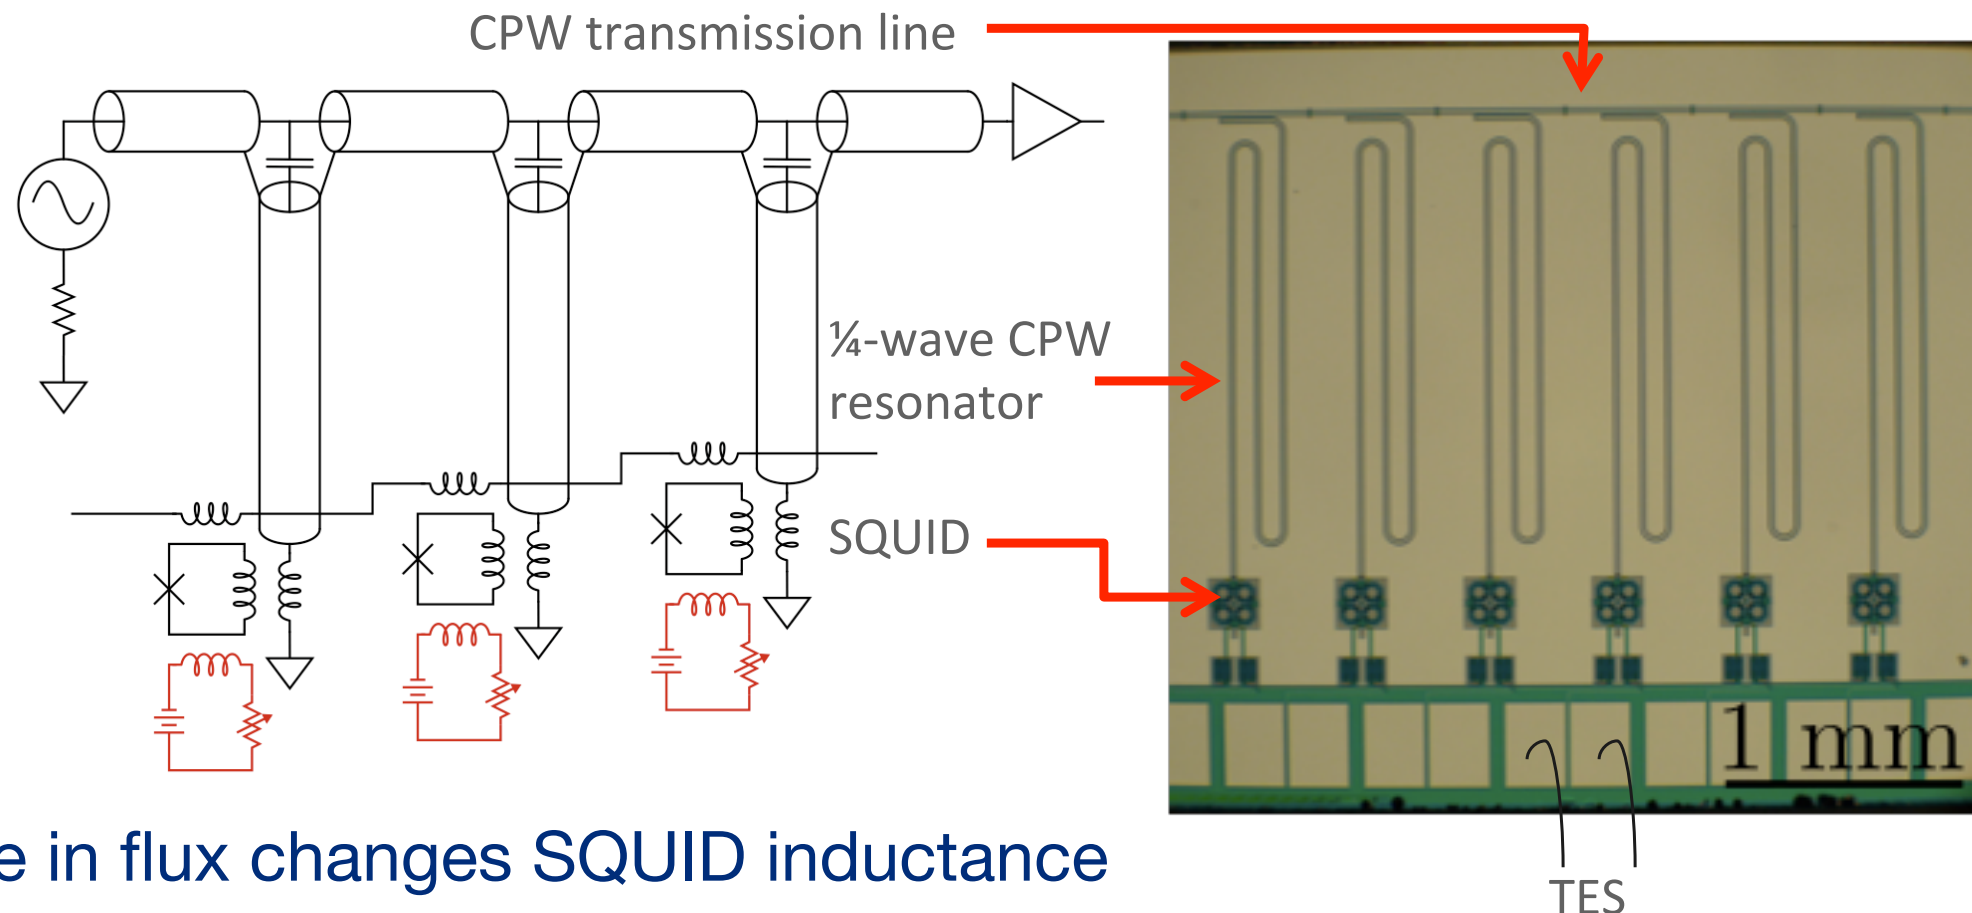 CPW transmission line
¼-wave CPW
resonator
SQUID
1 mm
e in flux changes SQUID inductance
TES